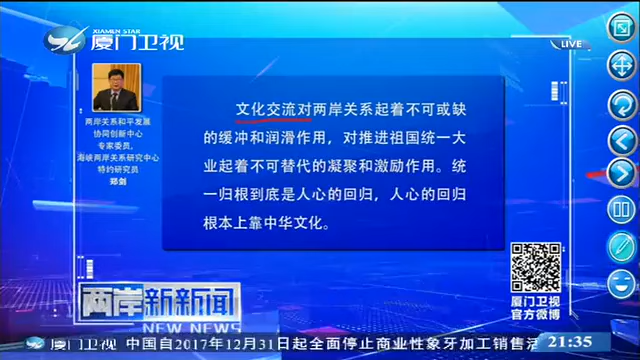 XIAMEN STAR
厦门卫视
LIVE
两岸关系和平发展
协同创新中心
专家委员,
海峡两岸关系研究中心
特约研究员
郑剑
文化交流对两岸关系起着不可或缺
的缓冲和润滑作用，对推进祖国统一大
业起着不可替代的凝聚和激励作用。统
一归根到底是人心的回归，人心的回归
根本上靠中华文化。
厦门卫视
官方微博
两岸新新闻
NEW NEWS
厦门卫视 中国自2017年12月31日起全面停止商业性象牙加工销售活
21:35